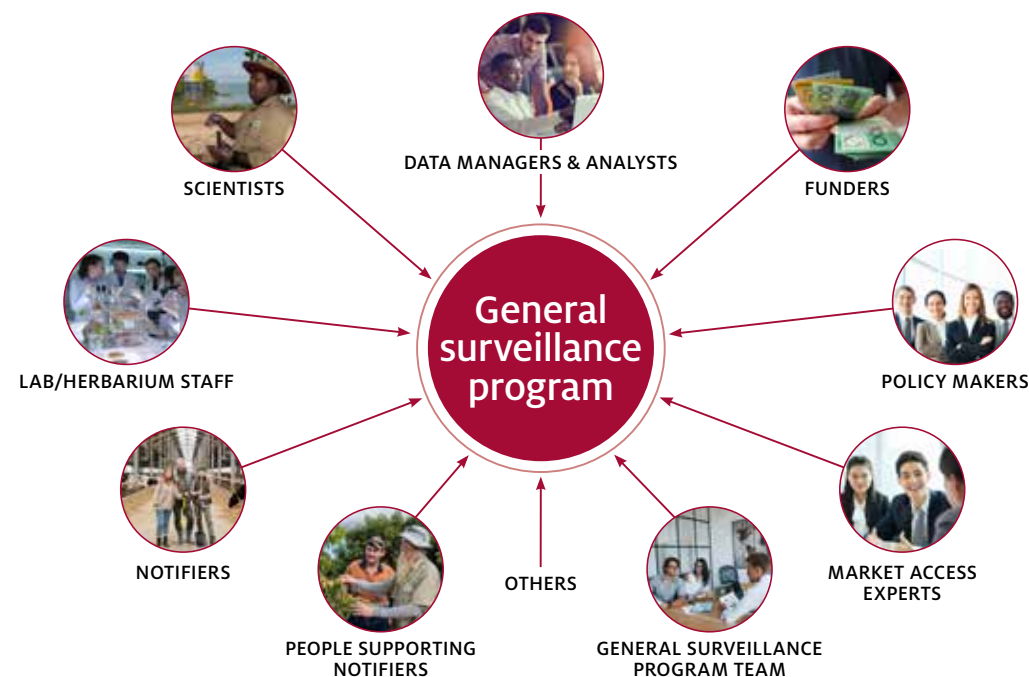 DATA MANAGERS & ANALYSTS
SCIENTISTS
FUNDERS
General
surveillance
program
LAB/HERBARIUM STAFF
POLICY MAKERS
NOTIFIERS
OTHERS
MARKET ACCESS
EXPERTS
PEOPLE SUPPORTING
NOTIFIERS
GENERAL SURVEILLANCE
PROGRAM TEAM